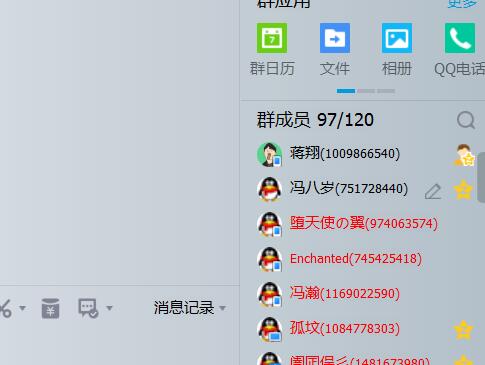 群应用 更多
群日历 文件 相册 QQ电话
群成员 97/120
蒋翔(1009866540)
冯八岁(751728440)
堕天使の翼(974063574)
Enchanted(745425418)
冯瀚(1169022590)
孤坟(1084778303)
(1481673980)
消息记录